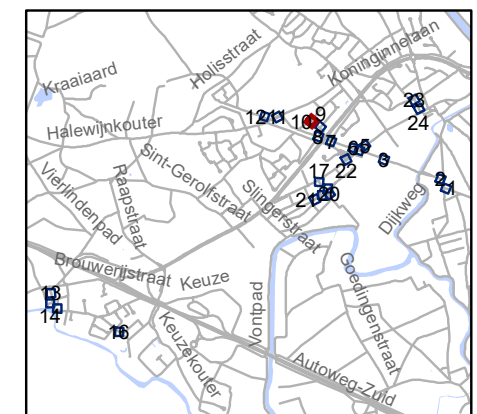 Koninginnelaan
Holisstraat
Kraaiaard
23
24
12
11
10
9
Halewijnkouter
8
7
5
3
Sint-Gerolfstraat
Raapstraat
Vierlindenpad
17
22
2
1
Slingerstraat
20
21
Dijkweg
Brouwerijstraat
Keuze
Goedingenstraat
Vontpad
13
14
16
Keuzekouter
Autoweg-Zuid